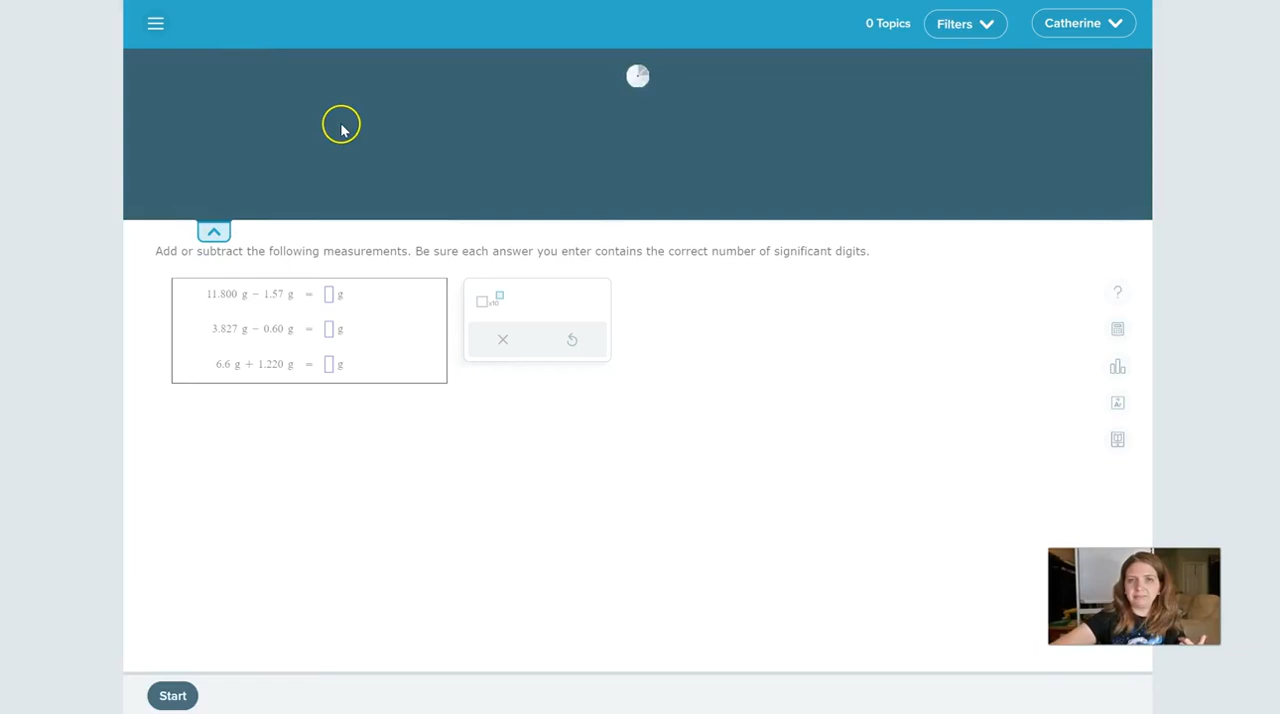 0 Topics
Filters
Catherine
Add or subtract the following measurements. Be sure each answer you enter contains the correct number of significant digits.
11.800 g − 1.57 g = g
x10
3.827 g − 0.60 g = g
6.6 g + 1.220 g = g
Start